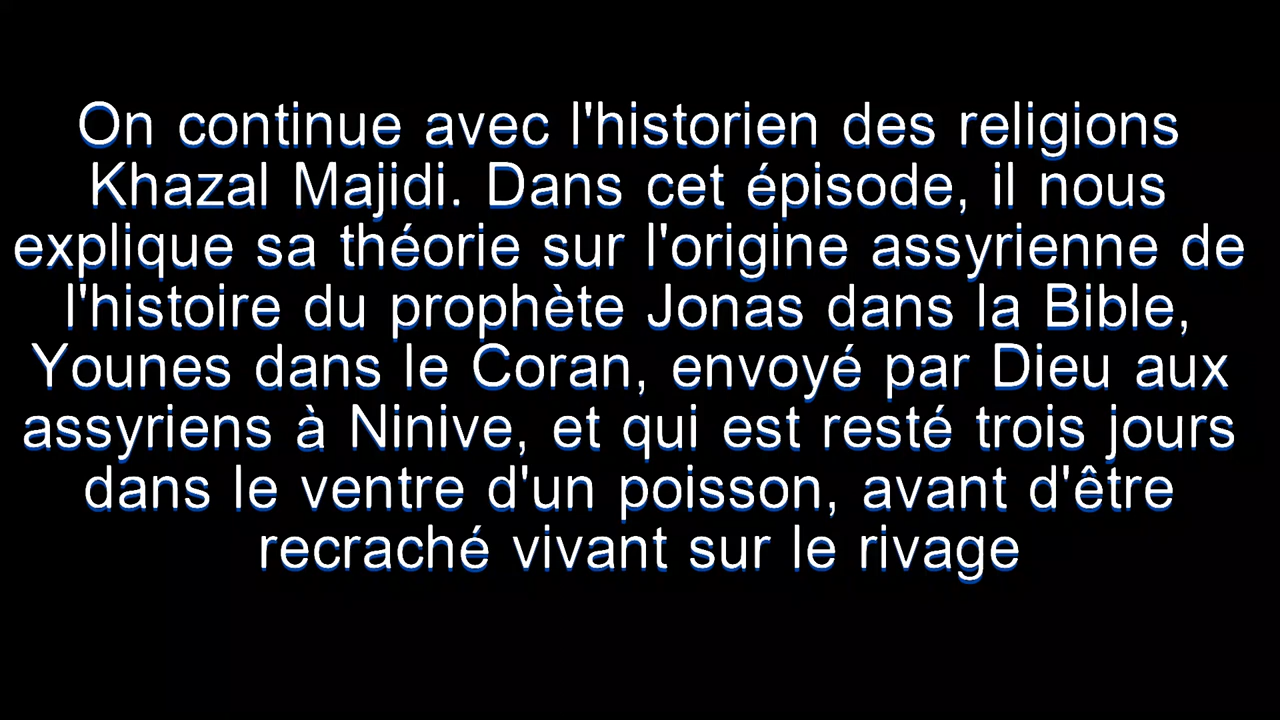 On continue avec l'historien des religions
Khazal Majidi. Dans cet épisode, il nous
explique sa théorie sur l'origine assyrienne de
l'histoire du prophète Jonas dans la Bible,
Younes dans le Coran, envoyé par Dieu aux
assyriens à Ninive, et qui est resté trois jours
dans le ventre d'un poisson, avant d'être
recraché vivant sur le rivage